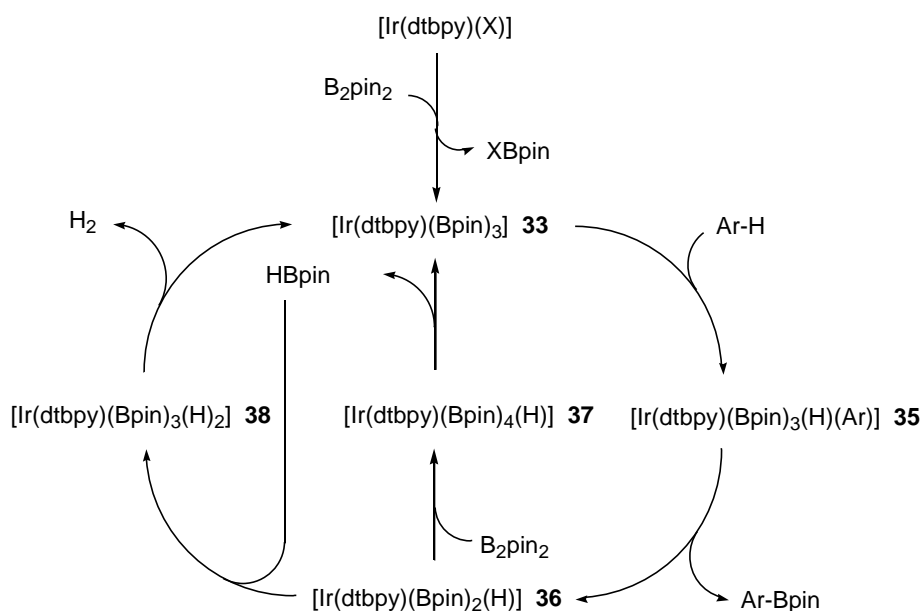 [Ir(dtbpy)(X)]
B2pin2
XBpin
H2
[Ir(dtbpy)(Bpin)3] 33
Ar-H
HBpin
[Ir(dtbpy)(Bpin)3(H)2] 38
[Ir(dtbpy)(Bpin)4(H)] 37
[Ir(dtbpy)(Bpin)3(H)(Ar)] 35
B2pin2
[Ir(dtbpy)(Bpin)2(H)] 36
Ar-Bpin